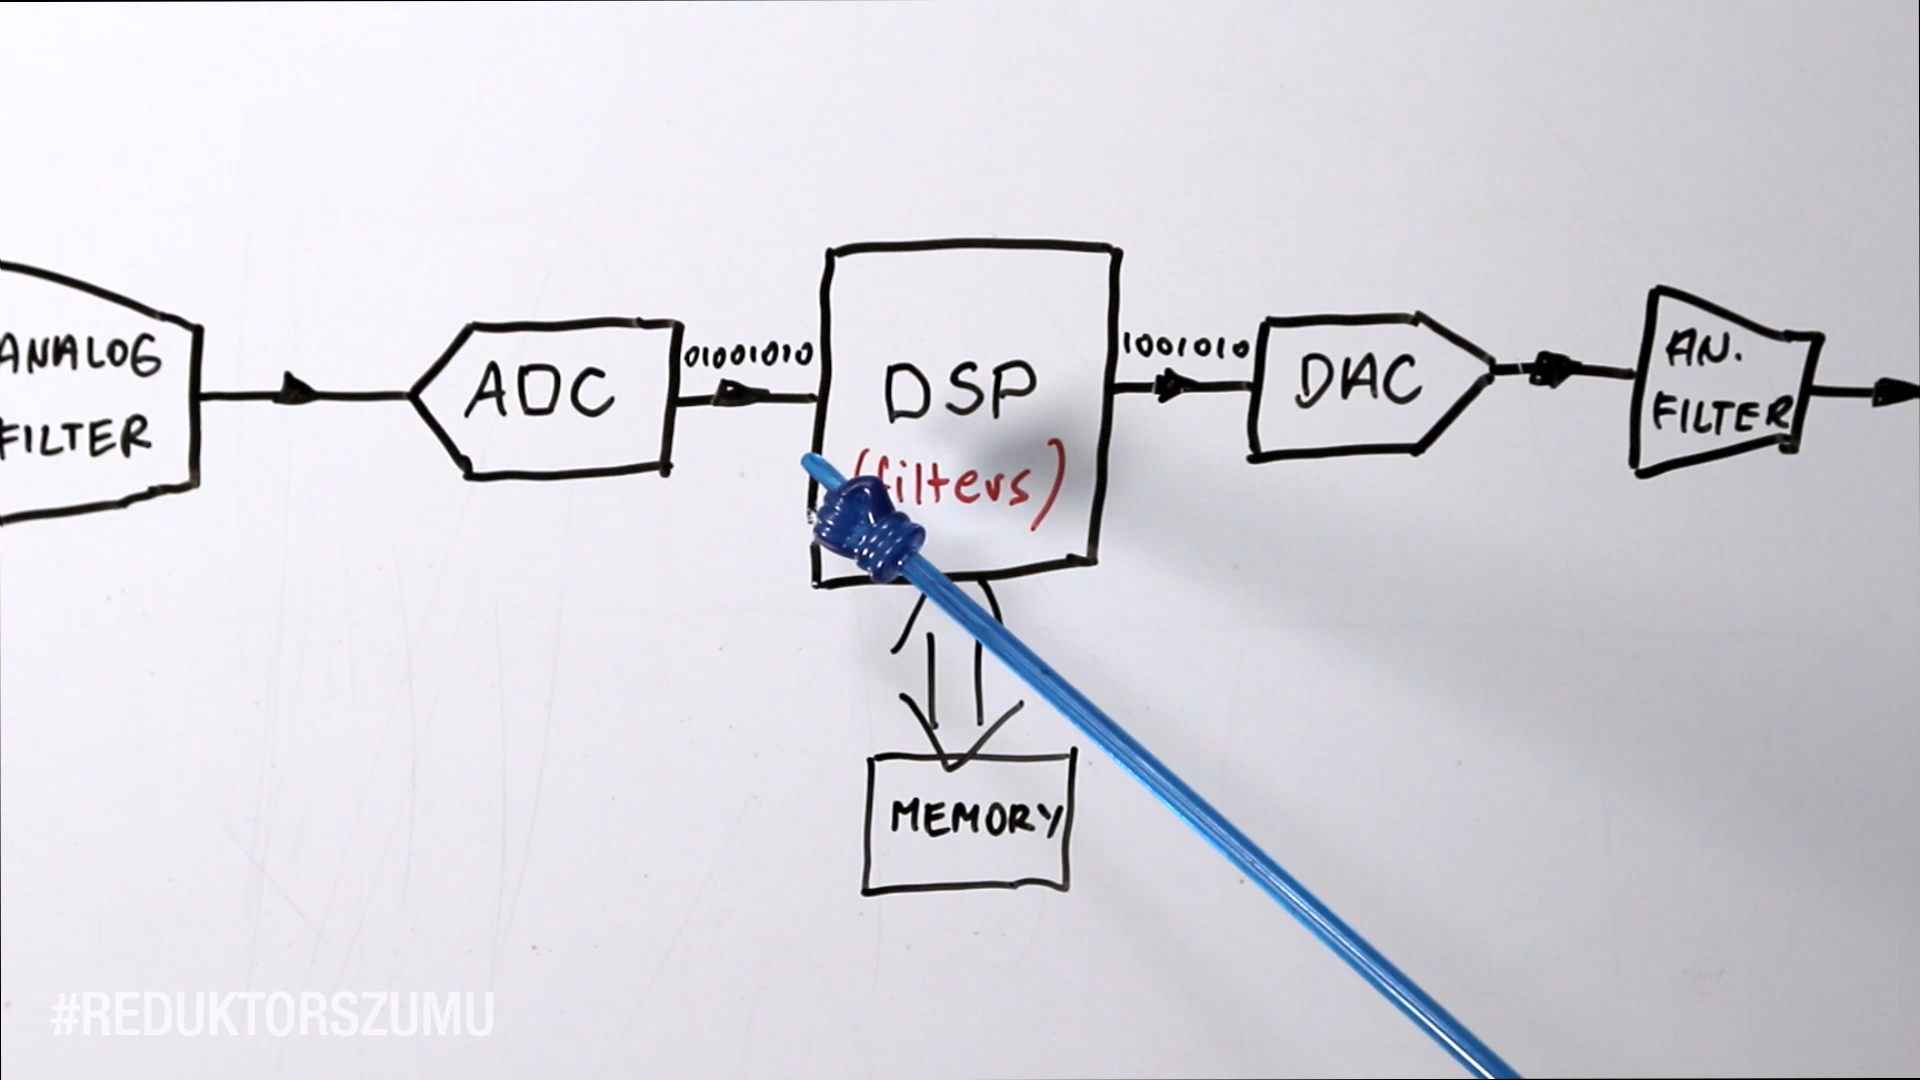 ANALOG
FILTER
ADC
01001010
DSP
(filters)
1001010
DAC
AN.
FILTER
MEMORY
#REDUKTORSZUMU